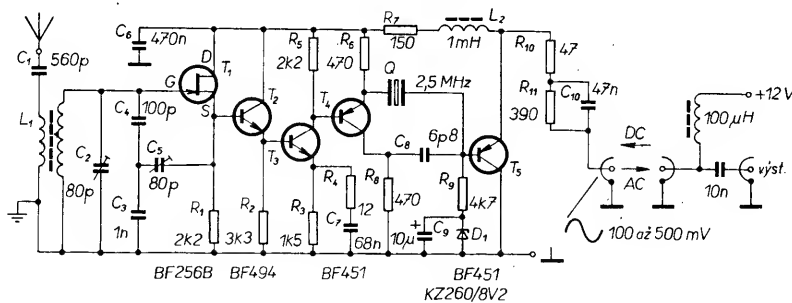 C1
560p
L1
C2
80p
C6
470n
G
D
S
T1
C4
100p
C5
80p
C3
1n
R1
2k2
T2
R2
3k3
T3
R5
2k2
R4
12
R3
1k5
C7
68n
R6
470
T4
Q
2,5 MHz
C8
6p8
R8
470
R7
150
L2
1mH
T5
R9
4k7
C9
10µ
+
D1
R10
47
R11
390
C10
47n
DC
AC
100 µH
+12 V
10n
výst.
100 až 500 mV
BF256B
BF494
BF451
BF451
KZ260/8V2